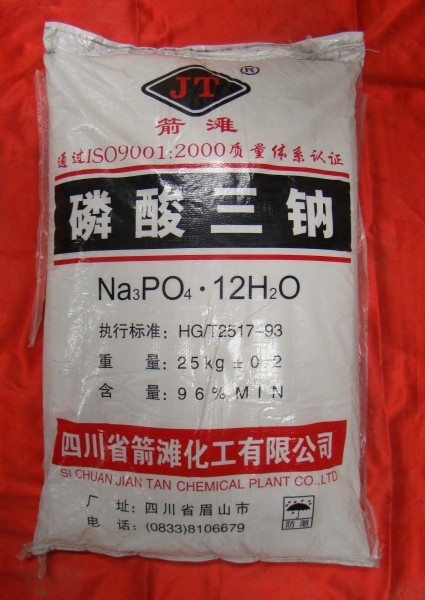 JT ®
箭滩
通过ISO9001:2000质量体系认证
磷酸三钠
Na₃PO₄·12H₂O
执行标准：HG/T2517-93
重 量：25kg±0.2
含 量：96%MIN
四川省箭滩化工有限公司
SI CHUAN JIAN TAN CHEMICAL PLANT CO.,LTD
厂 址：四川省眉山市
电 话：(0833)8106679
防潮